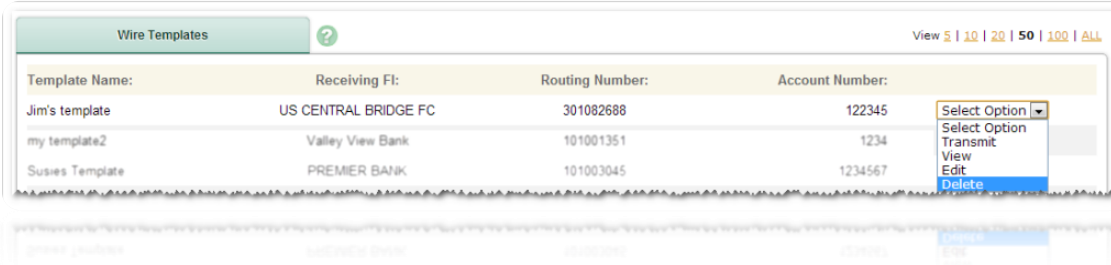 Wire Templates ? View 5 | 10 | 20 | 50 | 100 | ALL
Template Name: Receiving FI: Routing Number: Account Number:
Jim's template US CENTRAL BRIDGE FC 301082688 122345 Select Option
Select Option
my template2 Valley View Bank 101001351 1234 Transmit
View
Susies Template PREMIER BANK 101003045 1234567 Edit
Delete